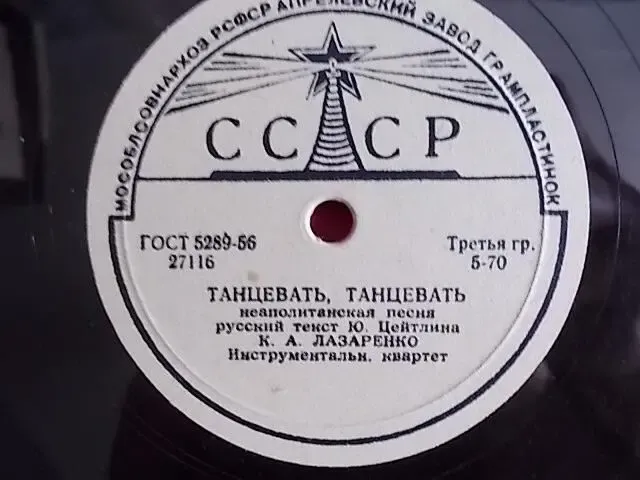 МОСОБЛСОВНАРХОЗ РСФСР АПРЕЛЕВСКИЙ ЗАВОД ГРАМПЛАСТИНОК
СССР
ГОСТ 5289-56
27116
Третья гр.
5-70
ТАНЦЕВАТЬ, ТАНЦЕВАТЬ
неаполитанская песня
русский текст Ю. Цейтлина
К. А. ЛАЗАРЕНКО
Инструментальн. квартет